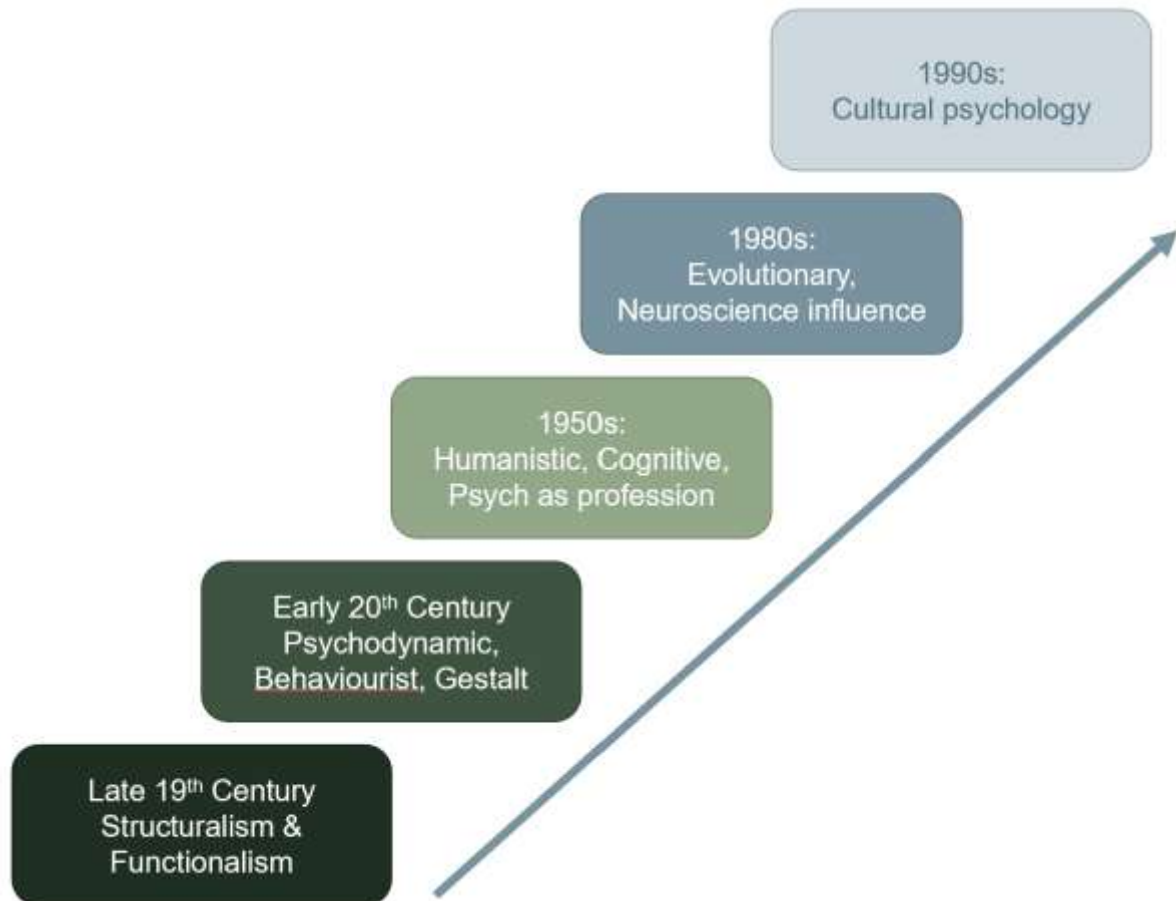 1990s:
Cultural psychology
1980s:
Evolutionary,
Neuroscience influence
1950s:
Humanistic, Cognitive,
Psych as profession
Early 20th Century
Psychodynamic,
Behaviourist, Gestalt
Late 19th Century
Structuralism &
Functionalism